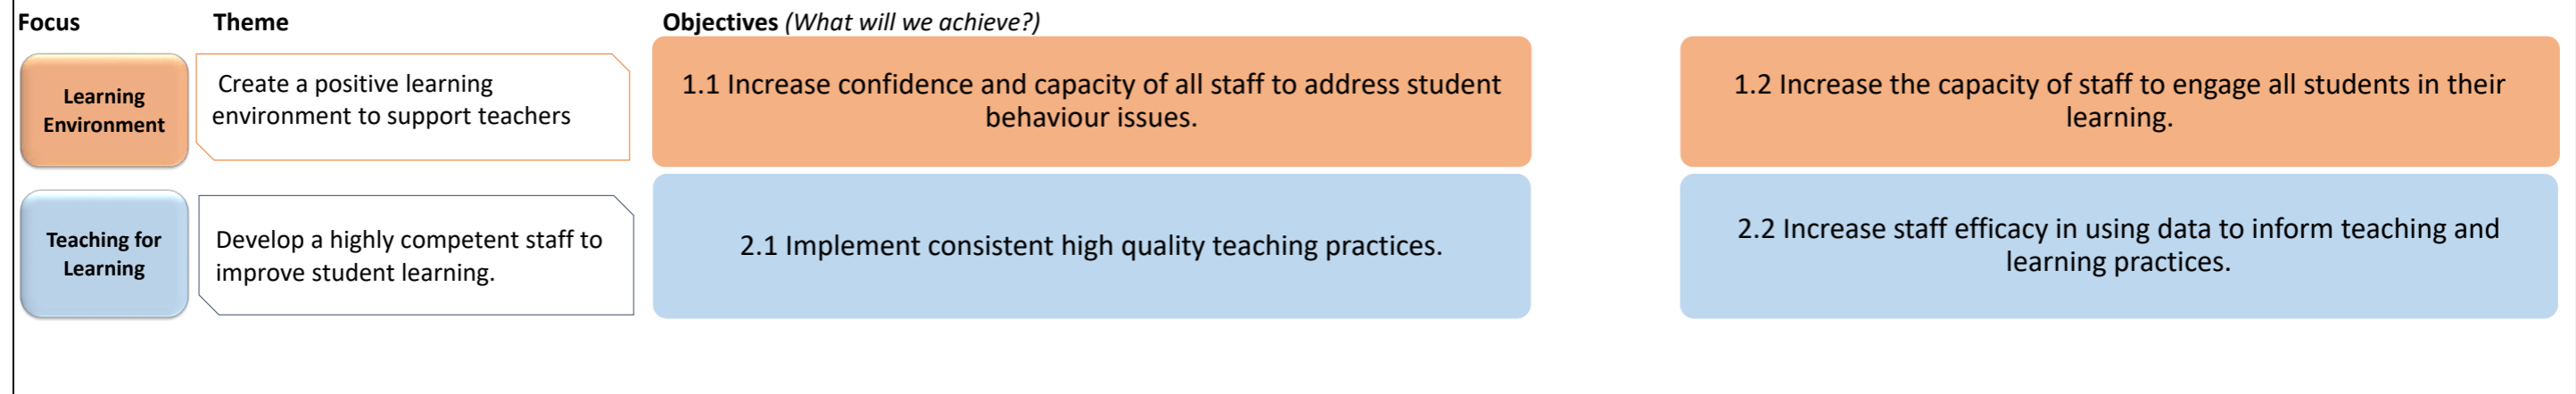 Focus Theme Objectives (What will we achieve?)
Learning
Environment
Create a positive learning
environment to support teachers
1.1 Increase confidence and capacity of all staff to address student
behaviour issues.
1.2 Increase the capacity of staff to engage all students in their
learning.
Teaching for
Learning
Develop a highly competent staff to
improve student learning.
2.1 Implement consistent high quality teaching practices.
2.2 Increase staff efficacy in using data to inform teaching and
learning practices.